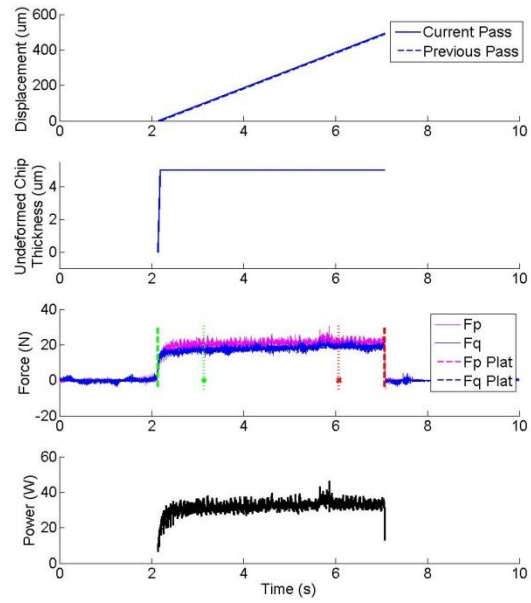 Displacement (um)
600
400
200
0
Current Pass
Previous Pass
0 2 4 6 8 10
Undeformed Chip
Thickness (um)
4
2
0
0 2 4 6 8 10
Force (N)
40
20
0
-20
Fp
Fq
Fp Plat
Fq Plat
0 2 4 6 8 10
Power (W)
60
40
20
0
0 2 4 6 8 10
Time (s)